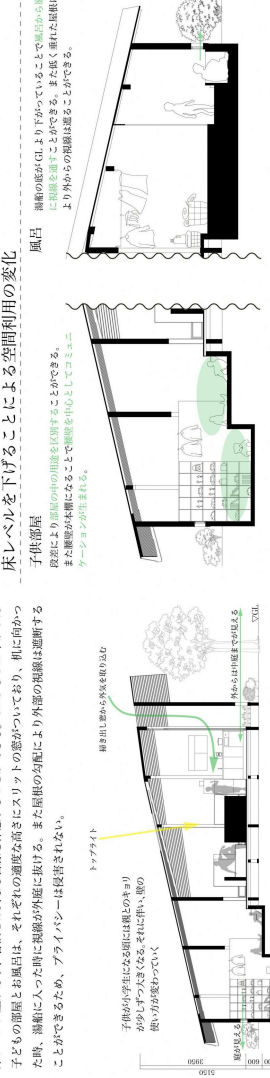 子どもの部屋とお風呂は、それぞれの適度な高さにスリットの窓がついており、机に向かっ
た時、湯船に入った時に視線が外庭に抜ける。また屋根の勾配により外部の視線は遮断する
ことができるため、プライバシーは侵害されない。
子供が小学生になる頃には親とのキョリ
が少しずつ大きくなる。それに伴い、壁の
使い方が変わっていく
トップライト
掃き出し窓から外気を取り込む
外からは中庭までが見える
▽GL
庭が見える
5150
3950
600
床レベルを下げることによる空間利用の変化
子供部屋
段差により部屋の中の用途を区別することができる。
また腰壁が本棚になることで腰壁を中心としてコミュニ
ケーションが生まれる。
風呂
湯船の底がGLより下がっていることで風呂から
に視線を通すことができる。また低く垂れた屋根
より外からの視線は遮ることができる。